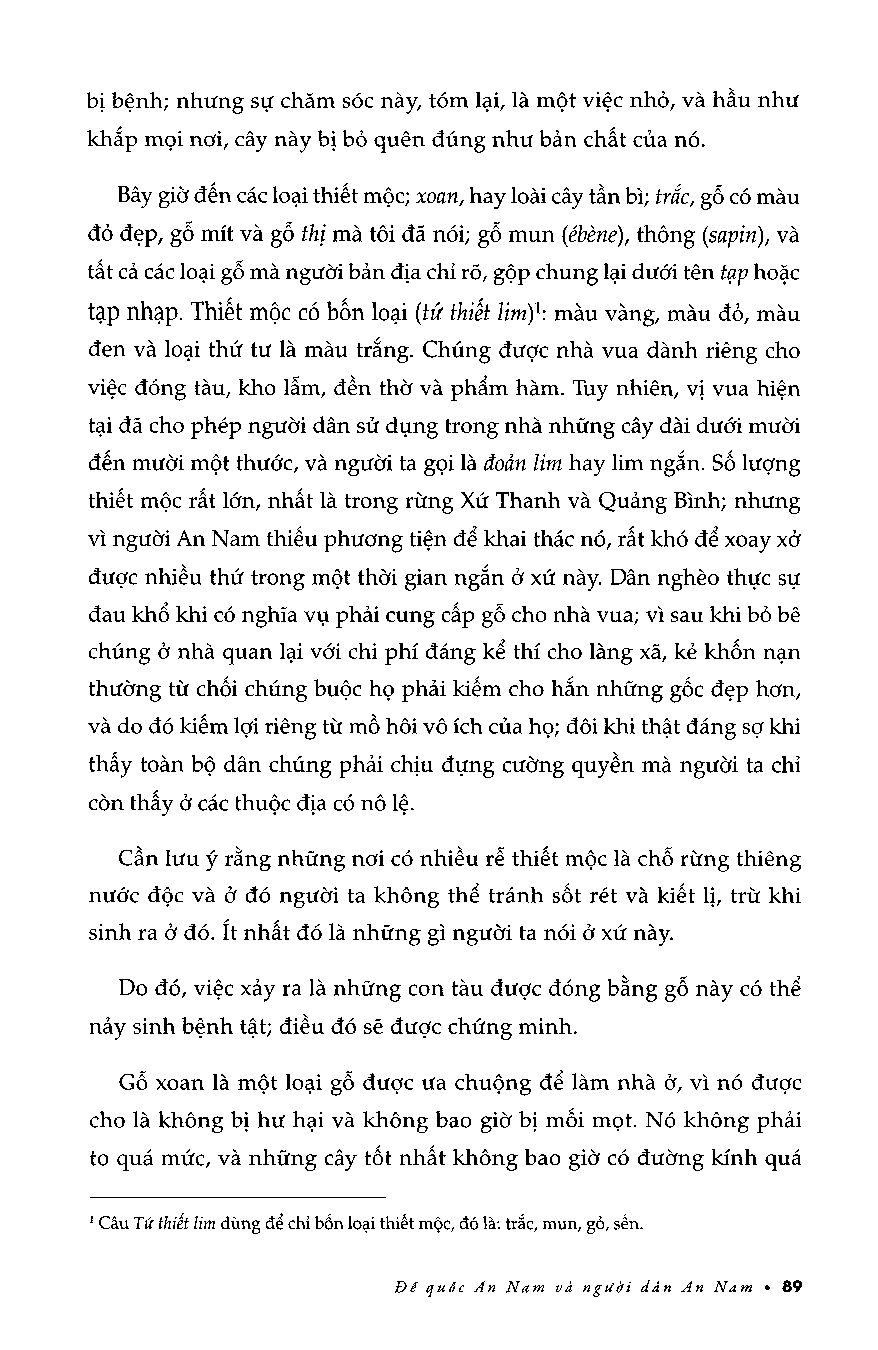 bị bệnh; nhưng sự chăm sóc này, tóm lại, là một việc nhỏ, và hầu như
khắp mọi nơi, cây này bị bỏ quên đúng như bản chất của nó.
Bây giờ đến các loại thiết mộc; xoan, hay loài cây tần bì; trắc, gỗ có màu
đỏ đẹp, gỗ mít và gỗ thị mà tôi đã nói; gỗ mun (ébène), thông (sapin), và
tất cả các loại gỗ mà người bản địa chỉ rõ, gộp chung lại dưới tên tạp hoặc
tạp nhạp. Thiết mộc có bốn loại (tứ thiết lim)¹: màu vàng, màu đỏ, màu
đen và loại thứ tư là màu trắng. Chúng được nhà vua dành riêng cho
việc đóng tàu, kho lẫm, đền thờ và phẩm hàm. Tuy nhiên, vị vua hiện
tại đã cho phép người dân sử dụng trong nhà những cây dài dưới mười
đến mười một thước, và người ta gọi là đoản lim hay lim ngắn. Số lượng
thiết mộc rất lớn, nhất là trong rừng Xứ Thanh và Quảng Bình; nhưng
vì người An Nam thiếu phương tiện để khai thác nó, rất khó để xoay xở
được nhiều thứ trong một thời gian ngắn ở xứ này. Dân nghèo thực sự
đau khổ khi có nghĩa vụ phải cung cấp gỗ cho nhà vua; vì sau khi bỏ bê
chúng ở nhà quan lại với chi phí đáng kể thí cho làng xã, kẻ khốn nạn
thường từ chối chúng buộc họ phải kiếm cho hắn những gốc đẹp hơn,
và do đó kiếm lợi riêng từ mồ hôi vô ích của họ; đôi khi thật đáng sợ khi
thấy toàn bộ dân chúng phải chịu đựng cường quyền mà người ta chỉ
còn thấy ở các thuộc địa có nô lệ.
Cần lưu ý rằng những nơi có nhiều rễ thiết mộc là chỗ rừng thiêng
nước độc và ở đó người ta không thể tránh sốt rét và kiết lị, trừ khi
sinh ra ở đó. Ít nhất đó là những gì người ta nói ở xứ này.
Do đó, việc xảy ra là những con tàu được đóng bằng gỗ này có thể
nảy sinh bệnh tật; điều đó sẽ được chứng minh.
Gỗ xoan là một loại gỗ được ưa chuộng để làm nhà ở, vì nó được
cho là không bị hư hại và không bao giờ bị mối mọt. Nó không phải
to quá mức, và những cây tốt nhất không bao giờ có đường kính quá
¹ Câu Tứ thiết lim dùng để chỉ bốn loại thiết mộc, đó là: trắc, mun, gỏ, sến.
Đế quốc An Nam và người dân An Nam • 89